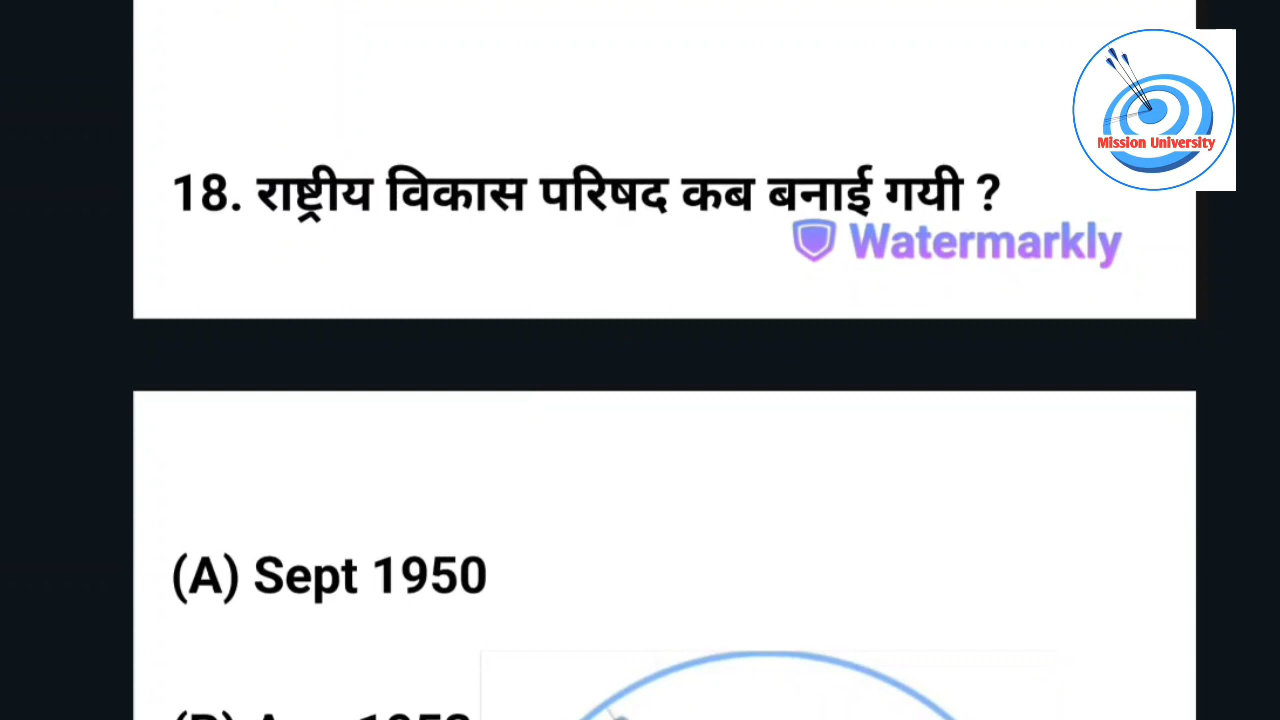 Mission University
18. राष्ट्रीय विकास परिषद कब बनाई गयी ?
Watermarkly
(A) Sept 1950